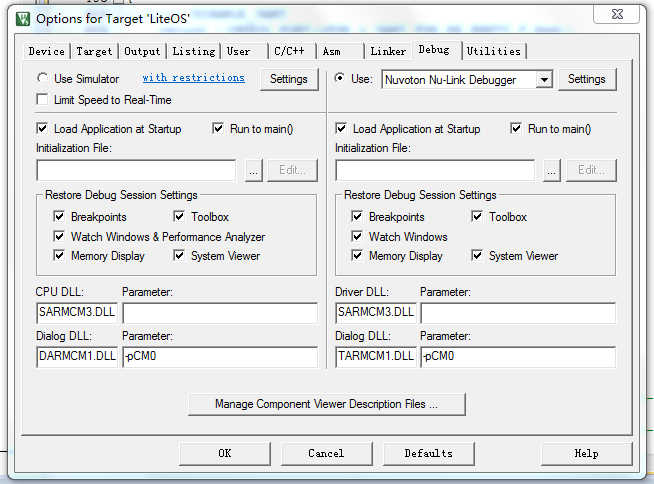 Options for Target 'LiteOS'
Device Target Output Listing User C/C++ Asm Linker Debug Utilities
Use Simulator with restrictions Settings
Limit Speed to Real-Time
Use: Nuvoton Nu-Link Debugger Settings
Load Application at Startup Run to main()
Initialization File:
... Edit...
Load Application at Startup Run to main()
Initialization File:
... Edit...
Restore Debug Session Settings
Breakpoints Toolbox
Watch Windows & Performance Analyzer
Memory Display System Viewer
Restore Debug Session Settings
Breakpoints Toolbox
Watch Windows
Memory Display System Viewer
CPU DLL: Parameter:
SARMCM3.DLL
Dialog DLL: Parameter:
DARMCM1.DLL -pCM0
Driver DLL: Parameter:
SARMCM3.DLL
Dialog DLL: Parameter:
TARMCM1.DLL -pCM0
Manage Component Viewer Description Files ...
OK Cancel Defaults Help